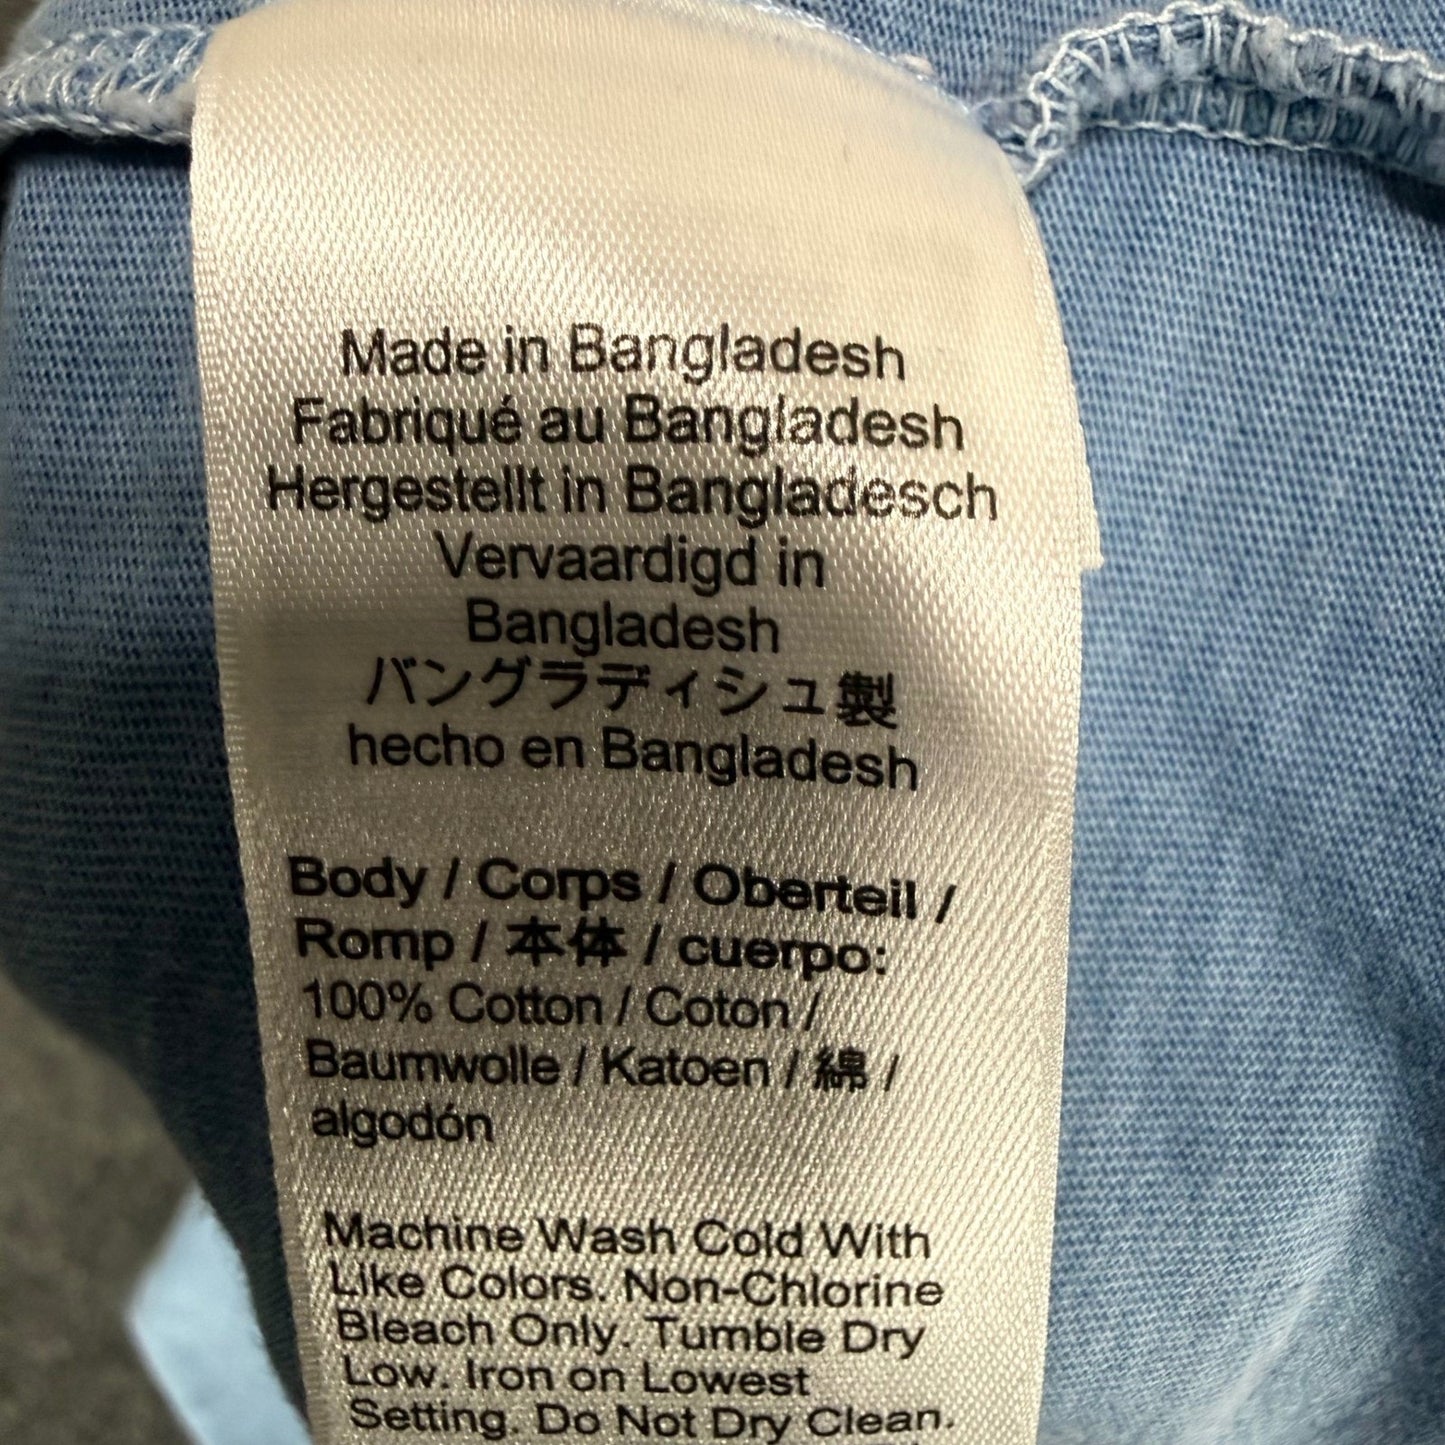 Made in Bangladesh
Fabriqué au Bangladesh
Hergestellt in Bangladesch
Vervaardigd in
Bangladesh
バングラディシュ製
hecho en Bangladesh
Body / Corps / Oberteil /
Romp / 本体 / cuerpo:
100% Cotton / Coton /
Baumwolle / Katoen / 綿 /
algodón
Machine Wash Cold With
Like Colors. Non-Chlorine
Bleach Only. Tumble Dry
Low. Iron on Lowest
Setting. Do Not Dry Clean.